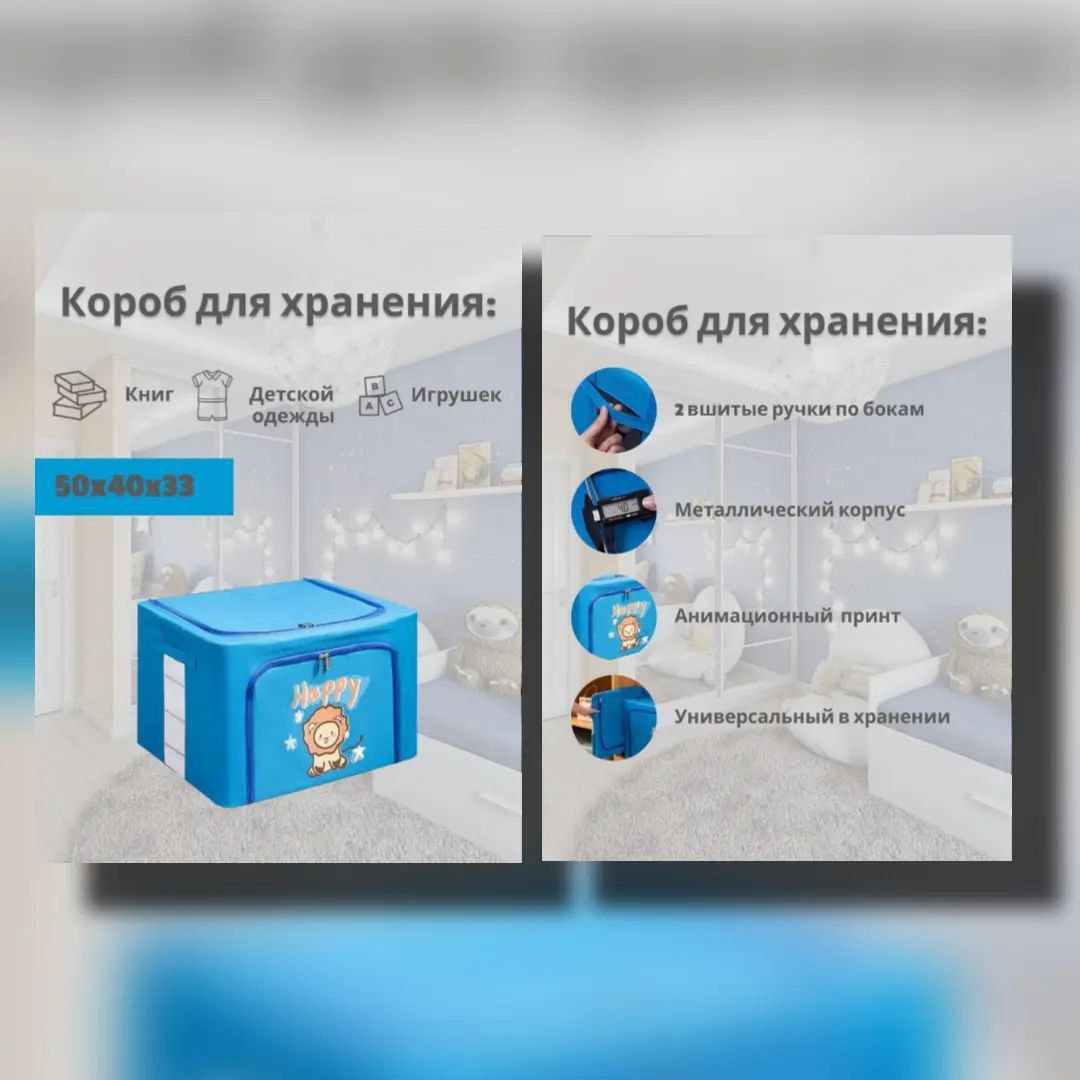 Короб для хранения:
Книг
Детской
одежды
Игрушек
B
A C
50х40х33
Happy
Короб для хранения:
2 вшитые ручки по бокам
40
Металлический корпус
Happy
Анимационный принт
Универсальный в хранении